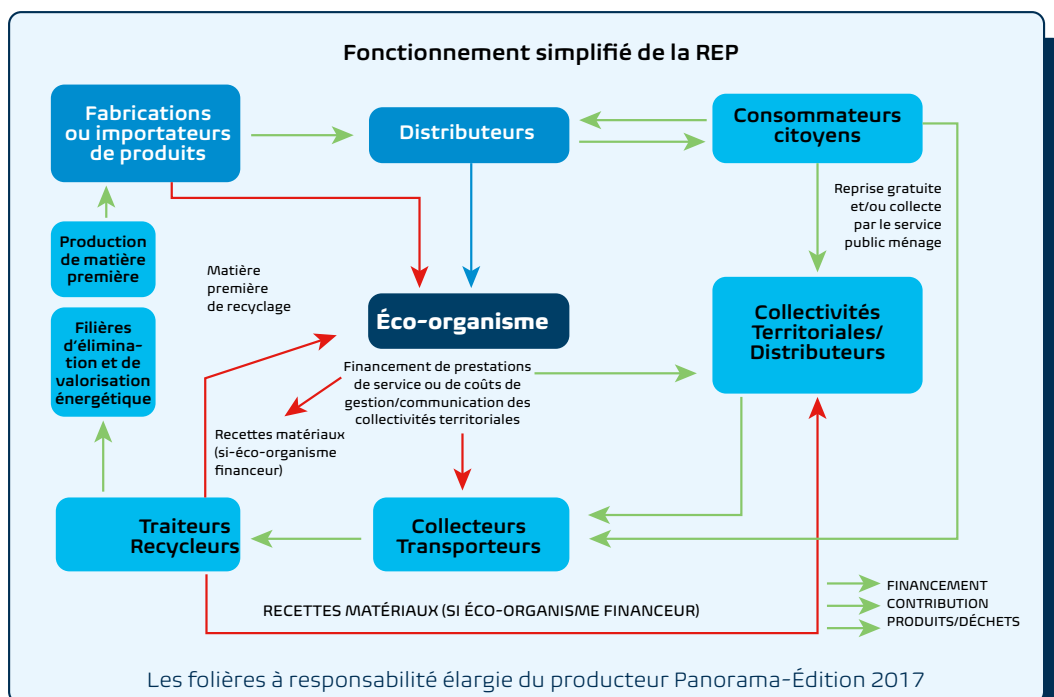 Fonctionnement simplifié de la REP
Fabrications
ou importateurs
de produits
Distributeurs
Consommateurs
citoyens
Reprise gratuite
et/ou collecte
par le service
public ménage
Production
de matière
première
Matière
première
de recyclage
Éco-organisme
Collectivités
Territoriales/
Distributeurs
Filières
d'élimina-
tion et de
valorisation
énergétique
Financement de prestations
de service ou de coûts de
gestion/communication des
collectivités territoriales
Recettes matériaux
(si-éco-organisme
financeur)
Traiteurs
Recycleurs
Collecteurs
Transporteurs
RECETTES MATÉRIAUX (SI ÉCO-ORGANISME FINANCEUR)
FINANCEMENT
CONTRIBUTION
PRODUITS/DÉCHETS
Les folières à responsabilité élargie du producteur Panorama-Édition 2017